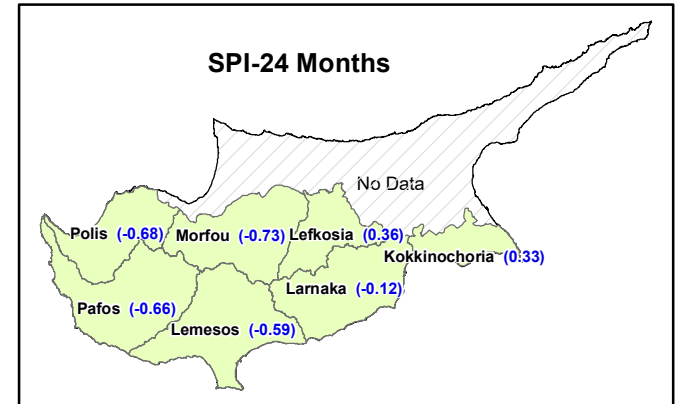 SPI-24 Months
No Data
Polis (-0.68)
Morfou (-0.73)
Lefkosia (0.36)
Kokkinochoria (0.33)
Larnaka (-0.12)
Pafos (-0.66)
Lemesos (-0.59)